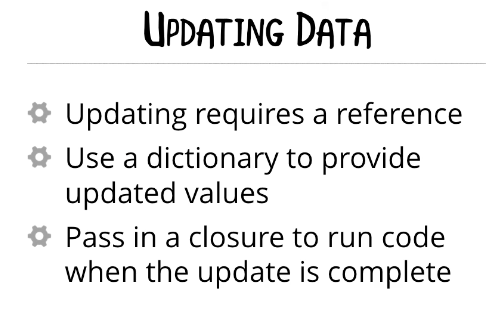 Updating Data
Updating requires a reference
Use a dictionary to provide
updated values
Pass in a closure to run code
when the update is complete